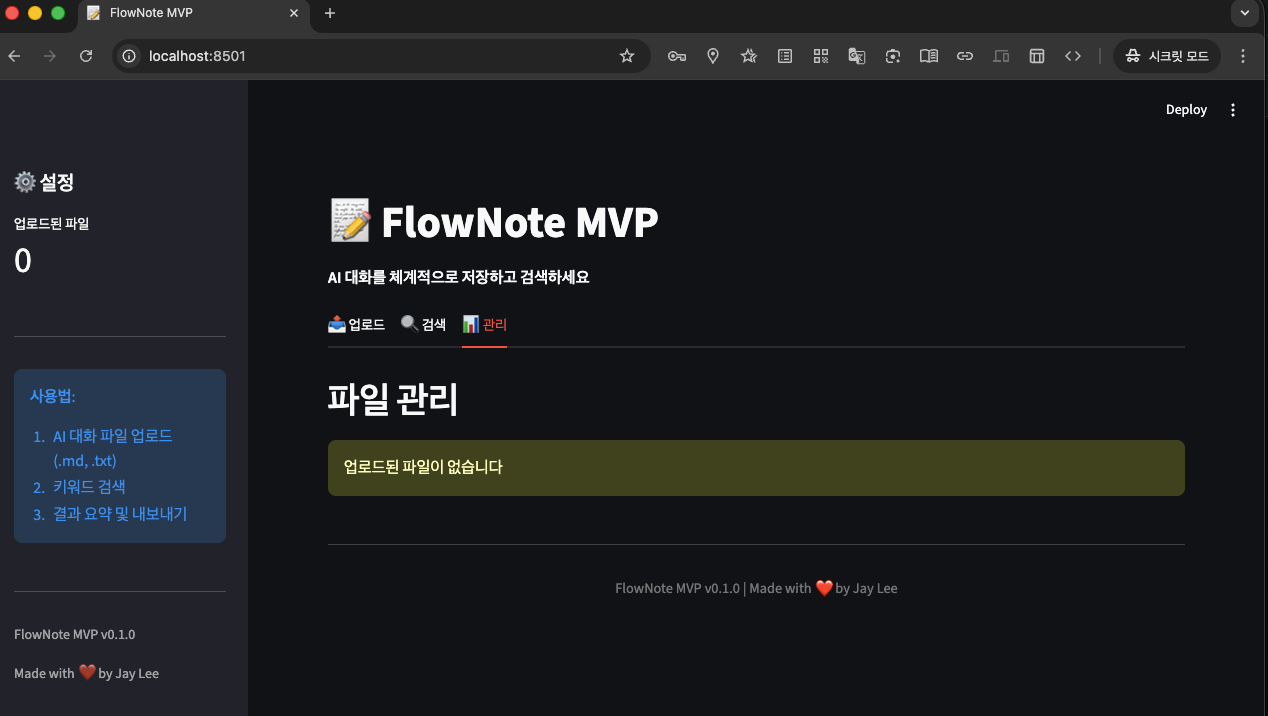 FlowNote MVP
localhost:8501
시크릿 모드
Deploy
설정
업로드된 파일
0
사용법:
1. AI 대화 파일 업로드
(.md, .txt)
2. 키워드 검색
3. 결과 요약 및 내보내기
FlowNote MVP v0.1.0
Made with ❤️ by Jay Lee
FlowNote MVP
AI 대화를 체계적으로 저장하고 검색하세요
업로드 검색 관리
파일 관리
업로드된 파일이 없습니다
FlowNote MVP v0.1.0 | Made with ❤️ by Jay Lee